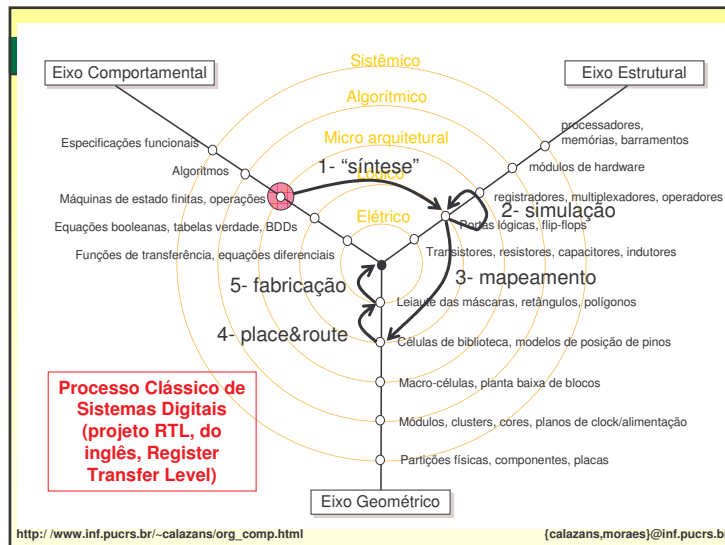 Sistêmico
Eixo Comportamental
Eixo Estrutural
Algorítmico
processadores,
memórias, barramentos
Especificações funcionais
Micro arquitetural
1- “síntese”
módulos de hardware
Algoritmos
Lógico
Máquinas de estado finitas, operações
registradores, multiplexadores, operadores
2- simulação
Elétrico
Portas lógicas, flip-flops
Equações booleanas, tabelas verdade, BDDs
Funções de transferência, equações diferenciais
Transistores, resistores, capacitores, indutores
3- mapeamento
5- fabricação
Leiaute das máscaras, retângulos, polígonos
4- place&route
Células de biblioteca, modelos de posição de pinos
Processo Clássico de
Sistemas Digitais
(projeto RTL, do
inglês, Register
Transfer Level)
Macro-células, planta baixa de blocos
Módulos, clusters, cores, planos de clock/alimentação
Partições físicas, componentes, placas
Eixo Geométrico
http:/ /www.inf.pucrs.br/~calazans/org_comp.html
{calazans,moraes}@inf.pucrs.br